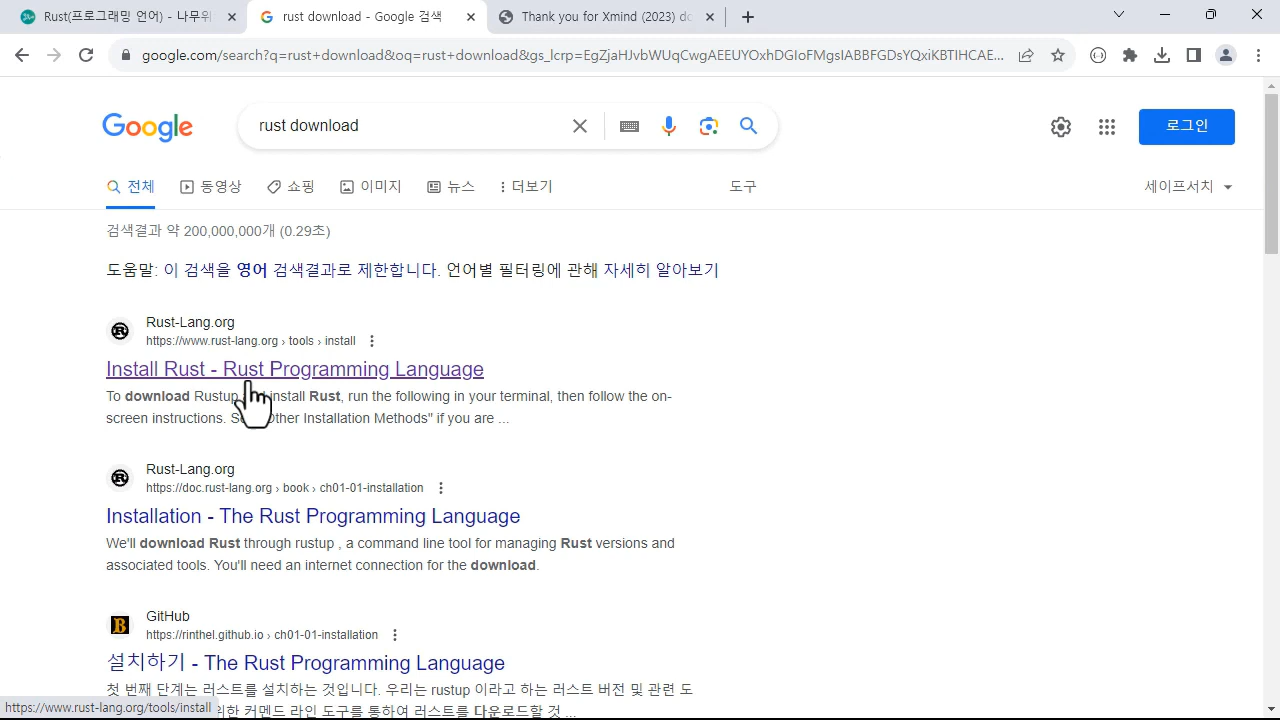 Rust(프로그래밍 언어) - 나무위
rust download - Google 검색
Thank you for Xmind (2023) do
google.com/search?q=rust+download&oq=rust+download&gs_lcrp=EgZjaHJvbWUqCwgAEEUYOxhDGIoFMgsIABBFGDsYQxiKBTIHCAE...
Google
rust download
로그인
전체
동영상
쇼핑
이미지
뉴스
더보기
도구
세이프서치
검색결과 약 200,000,000개 (0.29초)
도움말: 이 검색을 영어 검색결과로 제한합니다. 언어별 필터링에 관해 자세히 알아보기
Rust-Lang.org
https://www.rust-lang.org › tools › install
Install Rust - Rust Programming Language
To download Rustup install Rust, run the following in your terminal, then follow the on-
screen instructions. Other Installation Methods" if you are ...
Rust-Lang.org
https://doc.rust-lang.org › book › ch01-01-installation
Installation - The Rust Programming Language
We'll download Rust through rustup , a command line tool for managing Rust versions and
associated tools. You'll need an internet connection for the download.
GitHub
B
https://rinthel.github.io › ch01-01-installation
설치하기 - The Rust Programming Language
첫 번째 단계는 러스트를 설치하는 것입니다. 우리는 rustup 이라고 하는 러스트 버전 및 관련 도
위한 커맨드 라인 도구를 통하여 러스트를 다운로드할 것 ...
https://www.rust-lang.org/tools/install